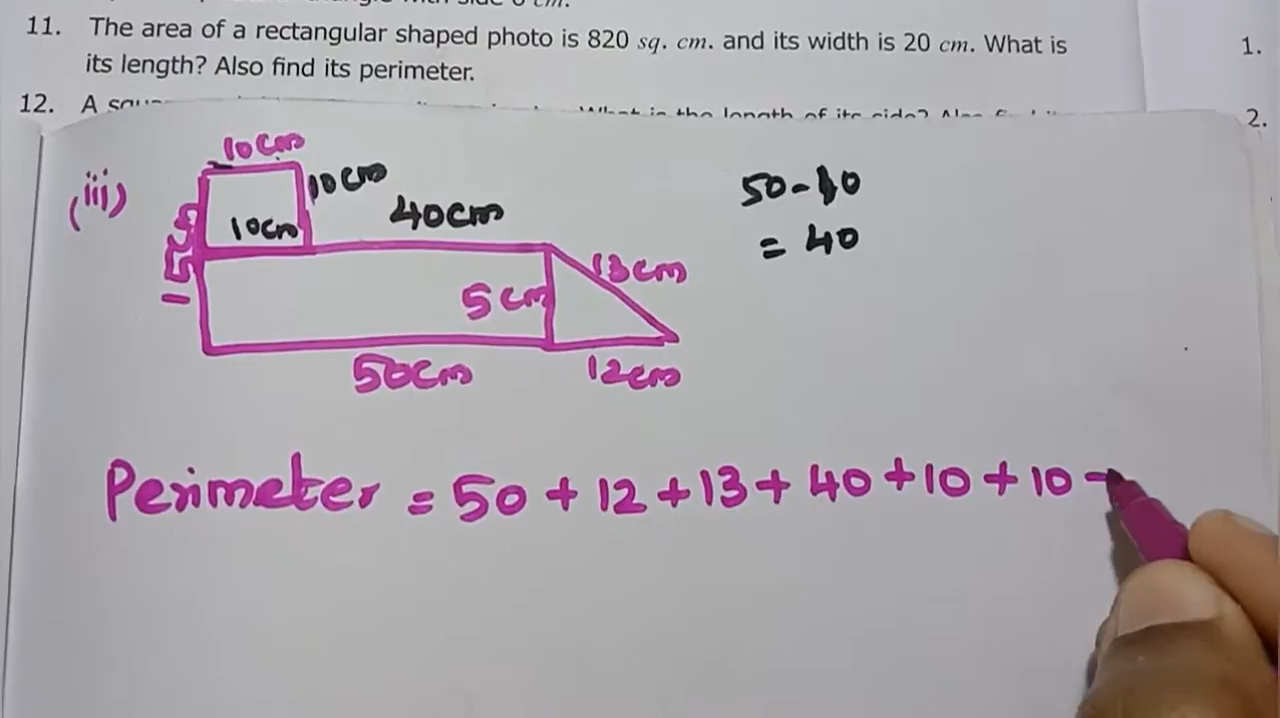 11. The area of a rectangular shaped photo is 820 sq. cm. and its width is 20 cm. What is
its length? Also find its perimeter.
12. A
1.
2.
(iii)
10cm
10cm
10cm
15cm
40cm
50-10
= 40
13cm
5cm
50cm
12cm
Perimeter = 50 + 12 + 13 + 40 + 10 + 10